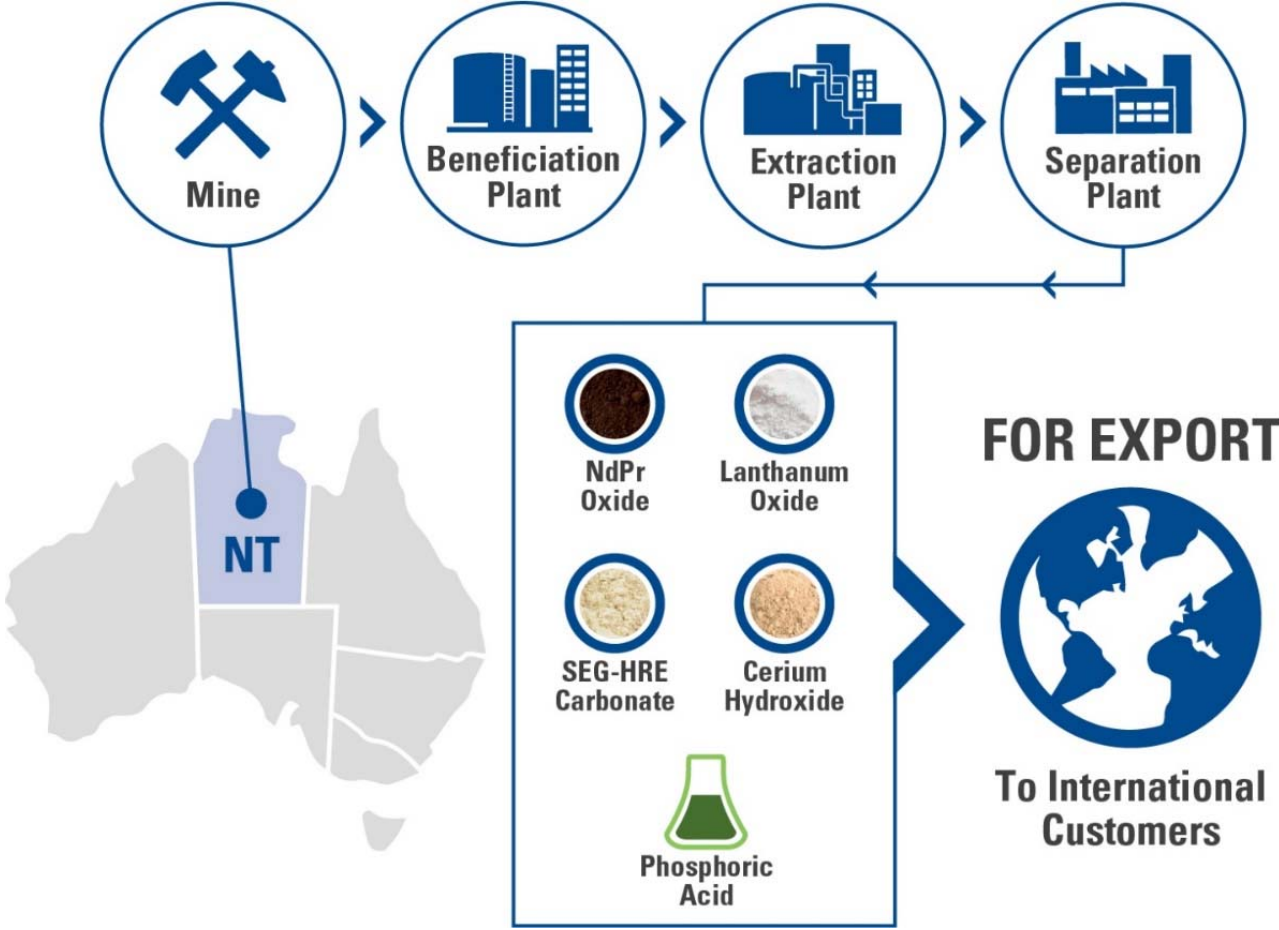 Mine
Beneficiation
Plant
Extraction
Plant
Separation
Plant
NT
NdPr
Oxide
Lanthanum
Oxide
SEG-HRE
Carbonate
Cerium
Hydroxide
Phosphoric
Acid
FOR EXPORT
To International
Customers